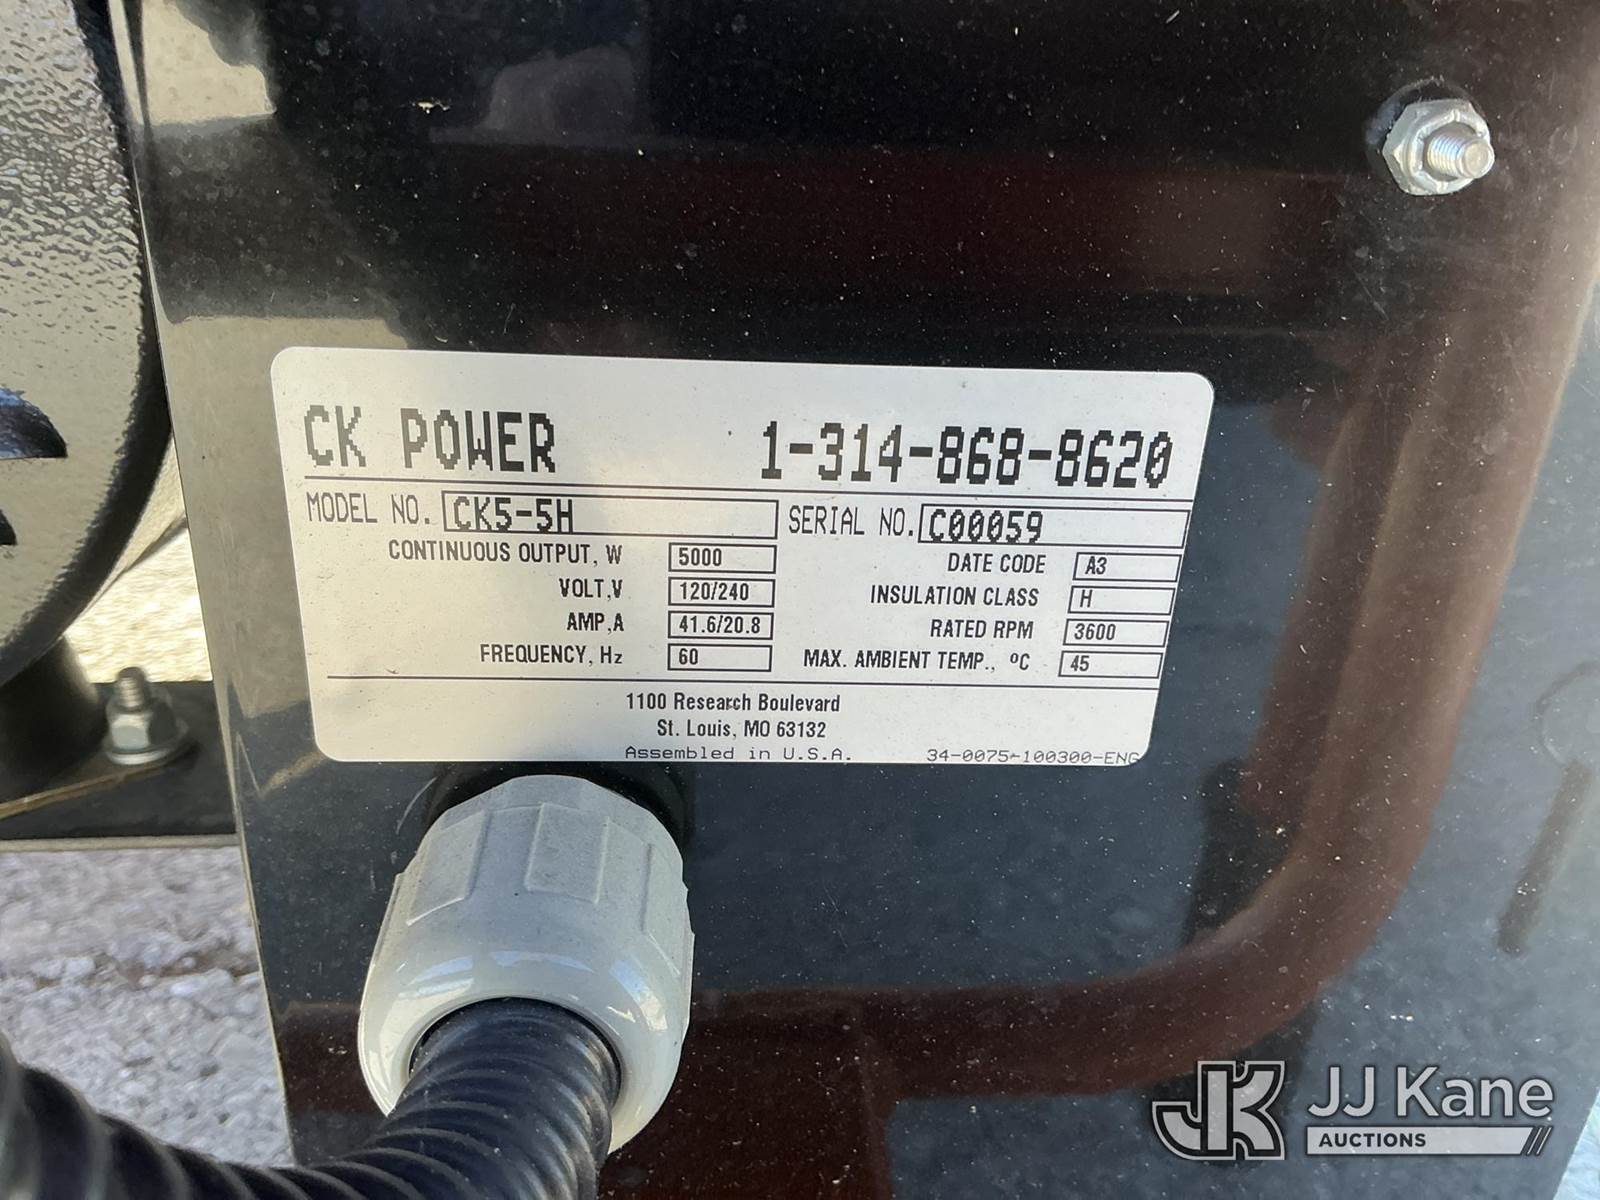 CK POWER 1-314-868-8620
MODEL NO. CK5-5H SERIAL NO. C00059
CONTINUOUS OUTPUT, W 5000 DATE CODE A3
VOLT,V 120/240 INSULATION CLASS H
AMP,A 41.6/20.8 RATED RPM 3600
FREQUENCY, Hz 60 MAX. AMBIENT TEMP., ºC 45
1100 Research Boulevard
St. Louis, MO 63132
Assembled in U.S.A. 34-0075-100300-ENG
JK JJ Kane
AUCTIONS